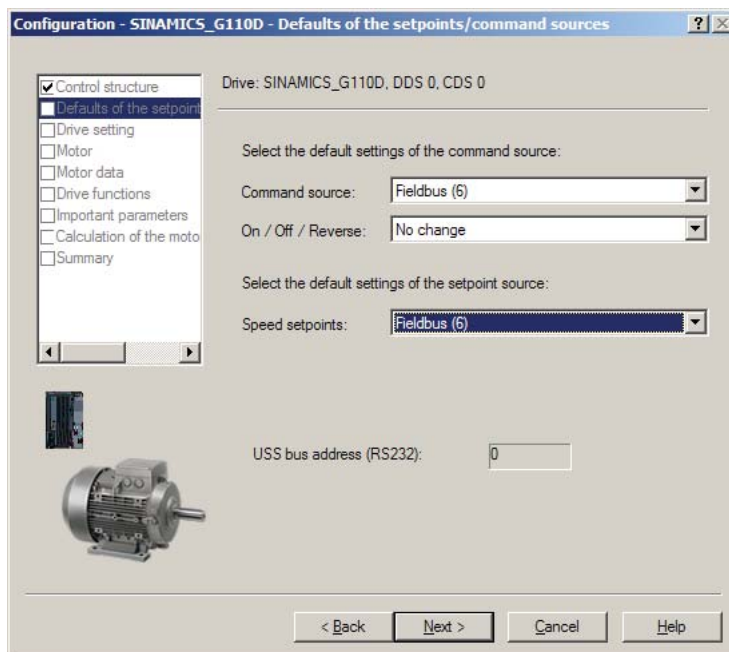 Configuration - SINAMICS_G110D - Defaults of the setpoints/command sources
Control structure
Defaults of the setpoint
Drive setting
Motor
Motor data
Drive functions
Important parameters
Calculation of the moto
Summary
Drive: SINAMICS_G110D, DDS 0, CDS 0
Select the default settings of the command source:
Command source: Fieldbus (6)
On / Off / Reverse: No change
Select the default settings of the setpoint source:
Speed setpoints: Fieldbus (6)
USS bus address (RS232): 0
< Back Next > Cancel Help